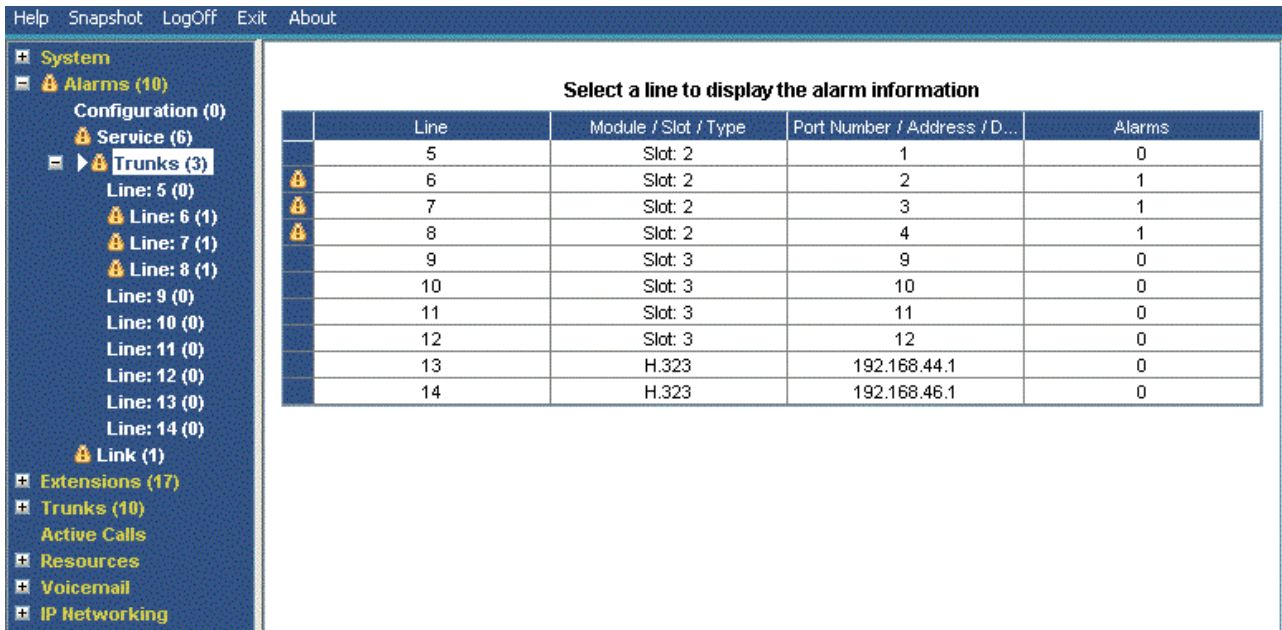 Help Snapshot LogOff Exit About
System
Alarms (10)
Configuration (0)
Service (6)
Trunks (3)
Line: 5 (0)
Line: 6 (1)
Line: 7 (1)
Line: 8 (1)
Line: 9 (0)
Line: 10 (0)
Line: 11 (0)
Line: 12 (0)
Line: 13 (0)
Line: 14 (0)
Link (1)
Extensions (17)
Trunks (10)
Active Calls
Resources
Voicemail
IP Networking
Select a line to display the alarm information
Line Module / Slot / Type Port Number / Address / D... Alarms
5 Slot: 2 1 0
6 Slot: 2 2 1
7 Slot: 2 3 1
8 Slot: 2 4 1
9 Slot: 3 9 0
10 Slot: 3 10 0
11 Slot: 3 11 0
12 Slot: 3 12 0
13 H.323 192.168.44.1 0
14 H.323 192.168.46.1 0